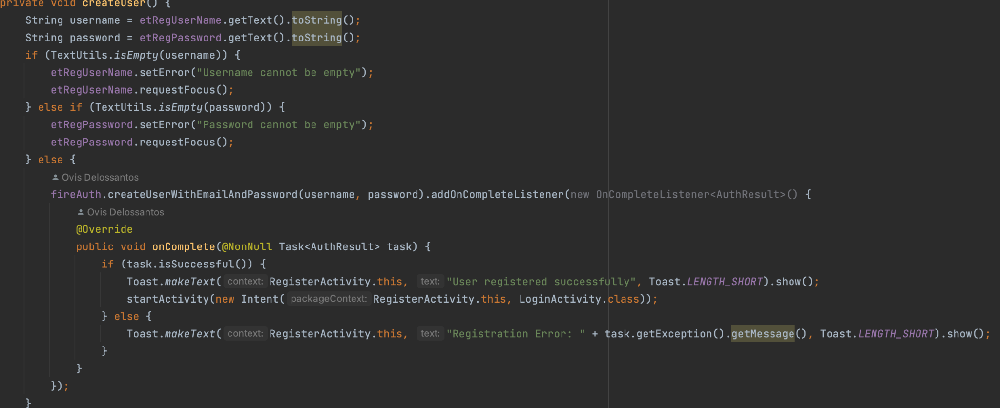 private void createUser() {
String username = etRegUserName.getText().toString();
String password = etRegPassword.getText().toString();
if (TextUtils.isEmpty(username)) {
etRegUserName.setError("Username cannot be empty");
etRegUserName.requestFocus();
} else if (TextUtils.isEmpty(password)) {
etRegPassword.setError("Password cannot be empty");
etRegPassword.requestFocus();
} else {
Ovis Delossantos
fireAuth.createUserWithEmailAndPassword(username, password).addOnCompleteListener(new OnCompleteListener<AuthResult>() {
Ovis Delossantos
@Override
public void onComplete(@NonNull Task<AuthResult> task) {
if (task.isSuccessful()) {
Toast.makeText( context: RegisterActivity.this, text: "User registered successfully", Toast.LENGTH_SHORT).show();
startActivity(new Intent( packageContext: RegisterActivity.this, LoginActivity.class));
} else {
Toast.makeText( context: RegisterActivity.this, text: "Registration Error: " + task.getException().getMessage(), Toast.LENGTH_SHORT).show();
}
}
});
}